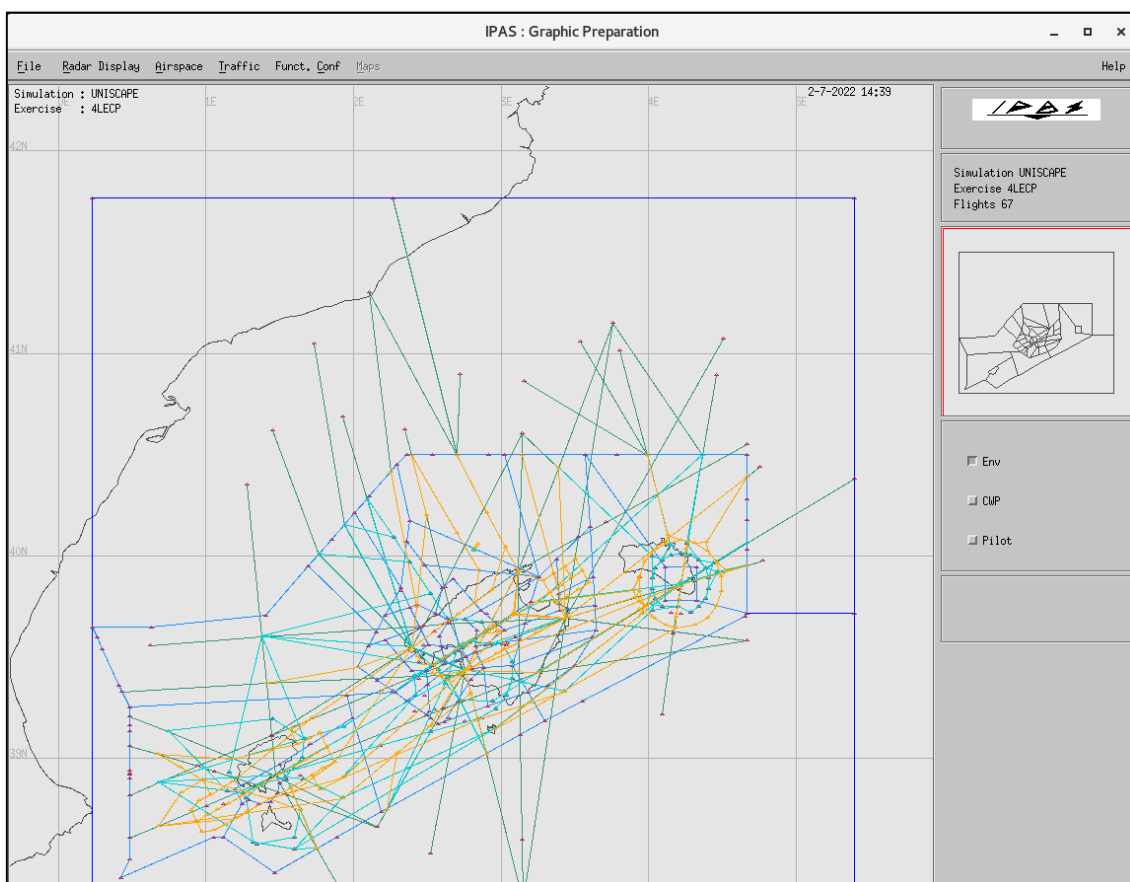 IPAS : Graphic Preparation
File Radar Display Airspace Traffic Funct. Conf Maps Help
Simulation : UNISCAPE
Exercise : 4LECP
2-7-2022 14:39
0E 1E 2E 3E 4E 5E
42N
41N
40N
39N
Simulation UNISCAPE
Exercise 4LECP
Flights 67
Env
CWP
Pilot